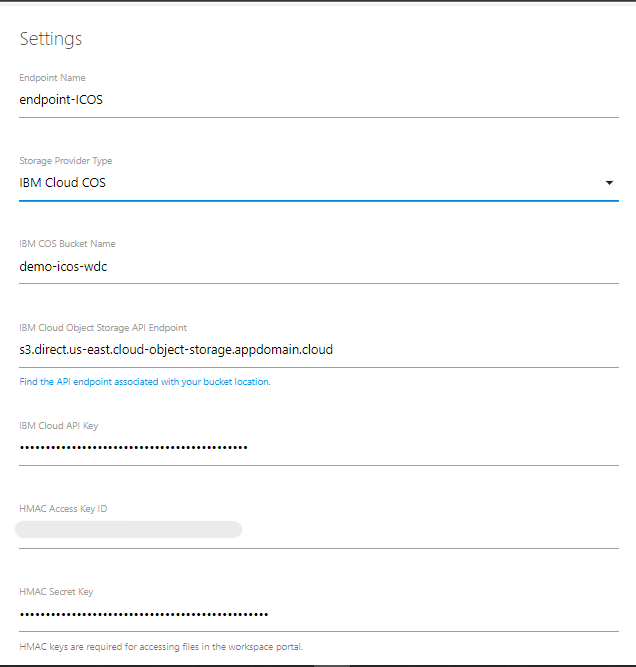 Settings
Endpoint Name
endpoint-ICOS
Storage Provider Type
IBM Cloud COS
IBM COS Bucket Name
demo-icos-wdc
IBM Cloud Object Storage API Endpoint
s3.direct.us-east.cloud-object-storage.appdomain.cloud
Find the API endpoint associated with your bucket location.
IBM Cloud API Key
••••••••••••••••••••••••••••••••••••••••••••
HMAC Access Key ID
HMAC Secret Key
••••••••••••••••••••••••••••••••••••••••••••••••
HMAC keys are required for accessing files in the workspace portal.